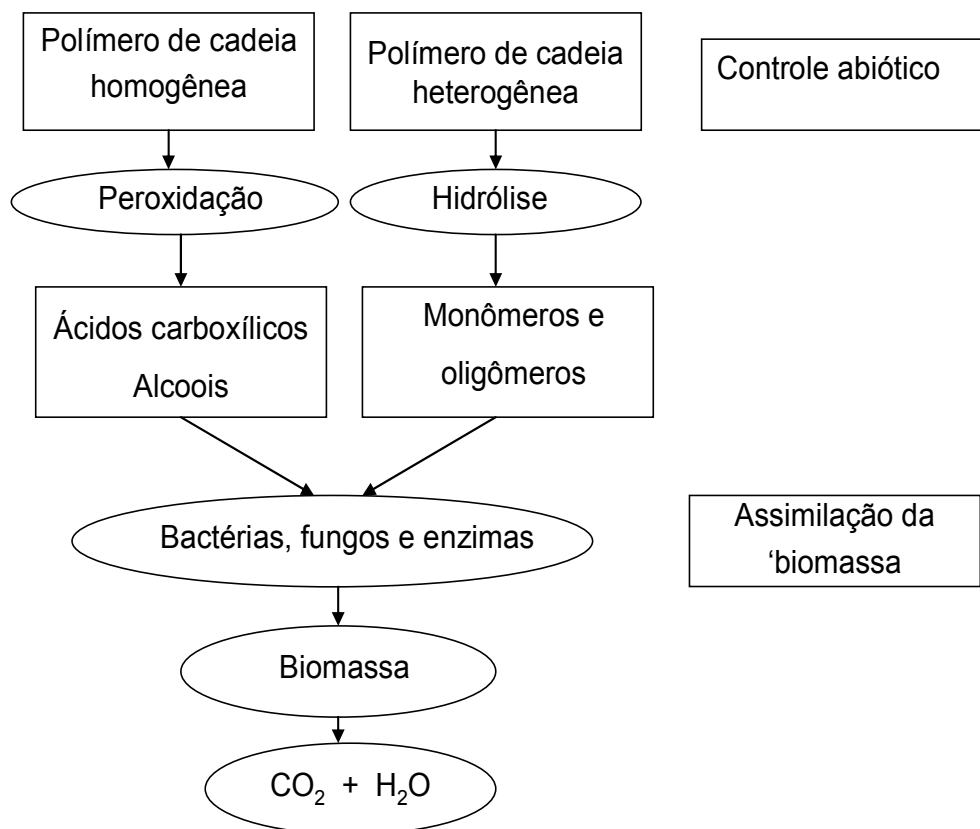 Polímero de cadeia
homogênea
Polímero de cadeia
heterogênea
Controle abiótico
Peroxidação
Hidrólise
Ácidos carboxílicos
Alcoois
Monômeros e
oligômeros
Bactérias, fungos e enzimas
Assimilação da
‘biomassa
Biomassa
CO₂ + H₂O